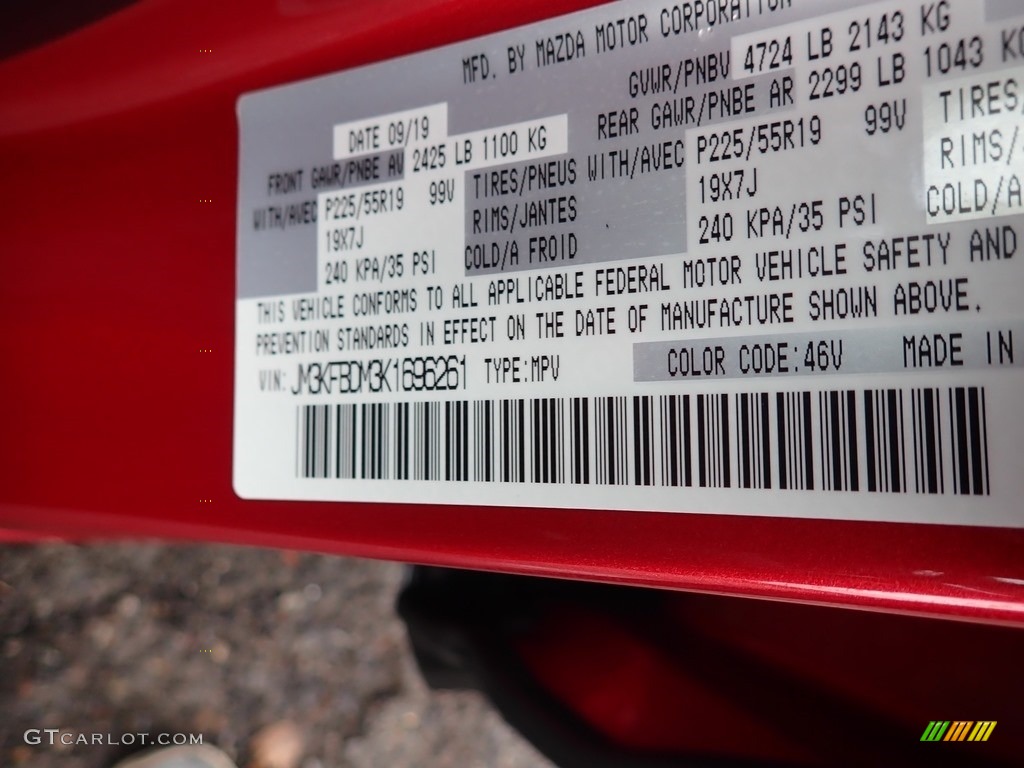 MFD. BY MAZDA MOTOR CORPORATION
DATE 09/19 GVWR/PNBV 4724 LB 2143 KG
FRONT GAWR/PNBE AV 2425 LB 1100 KG REAR GAWR/PNBE AR 2299 LB 1043 KG
WITH/AVEC P225/55R19 99V TIRES/PNEUS WITH/AVEC P225/55R19 99V TIRES/
19X7J RIMS/JANTES 19X7J RIMS/
240 KPA/35 PSI COLD/A FROID 240 KPA/35 PSI COLD/A
THIS VEHICLE CONFORMS TO ALL APPLICABLE FEDERAL MOTOR VEHICLE SAFETY AND
PREVENTION STANDARDS IN EFFECT ON THE DATE OF MANUFACTURE SHOWN ABOVE.
VIN: JM3KFBDM3K1696261 TYPE:MPV COLOR CODE:46V MADE IN
GTCARLOT.COM